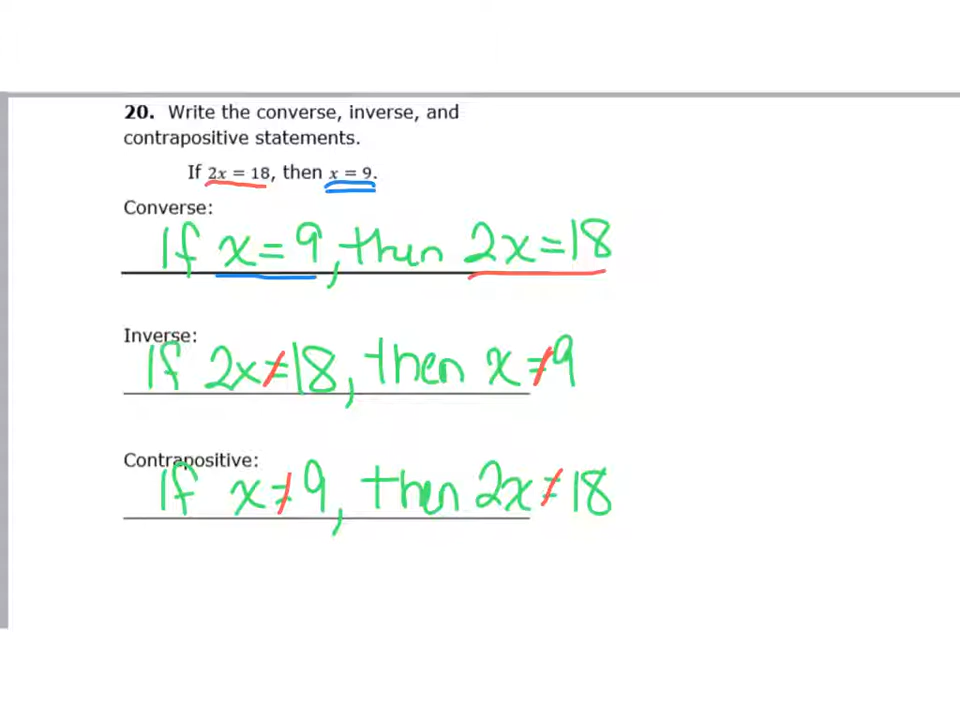 20. Write the converse, inverse, and
contrapositive statements.
If 2x = 18, then x = 9.
Converse:
If x = 9, then 2x = 18
Inverse:
If 2x ≠ 18, then x ≠ 9
Contrapositive:
If x ≠ 9, then 2x ≠ 18